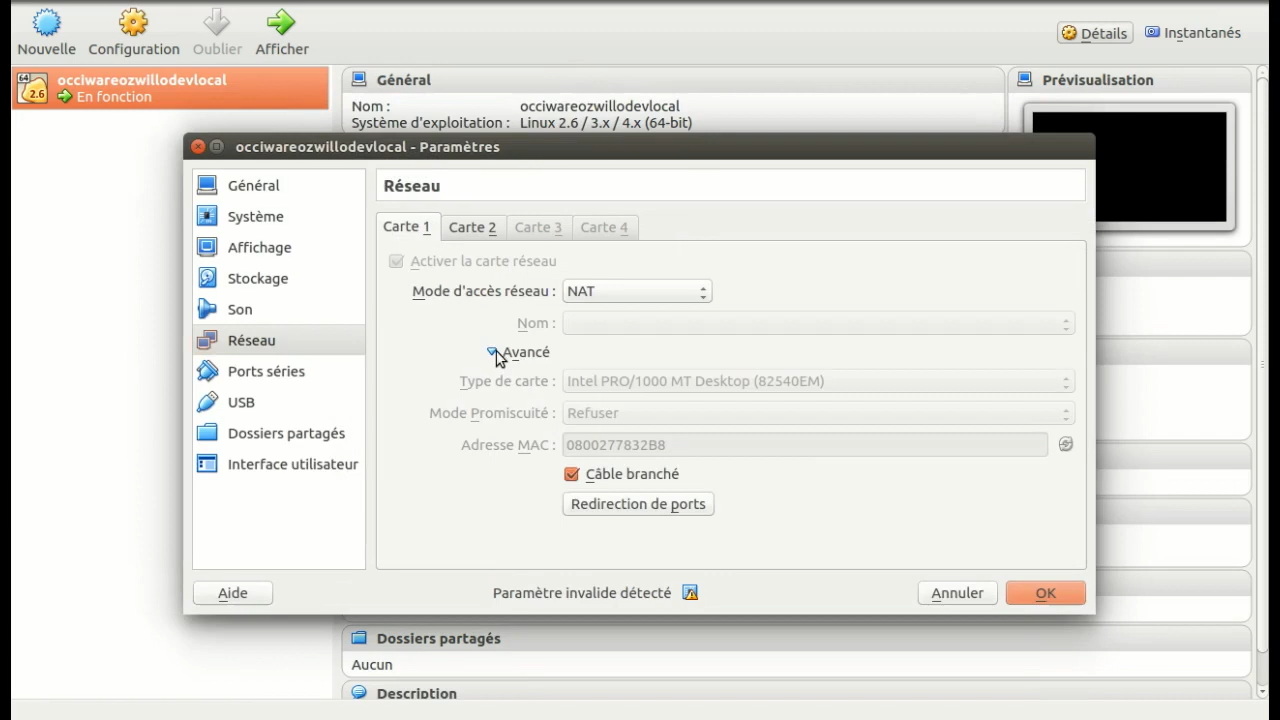 Nouvelle Configuration Oublier Afficher
Détails Instantanés
64 2.6 occiwareozwillodevlocal
En fonction
Général
Nom : occiwareozwillodevlocal
Système d'exploitation : Linux 2.6 / 3.x / 4.x (64-bit)
Prévisualisation
occiwareozwillodevlocal - Paramètres
Général
Système
Affichage
Stockage
Son
Réseau
Ports séries
USB
Dossiers partagés
Interface utilisateur
Réseau
Carte 1 Carte 2 Carte 3 Carte 4
Activer la carte réseau
Mode d'accès réseau : NAT
Nom :
Avancé
Type de carte : Intel PRO/1000 MT Desktop (82540EM)
Mode Promiscuité : Refuser
Adresse MAC : 0800277832B8
Câble branché
Redirection de ports
Aide Paramètre invalide détecté Annuler OK
Dossiers partagés
Aucun
Description